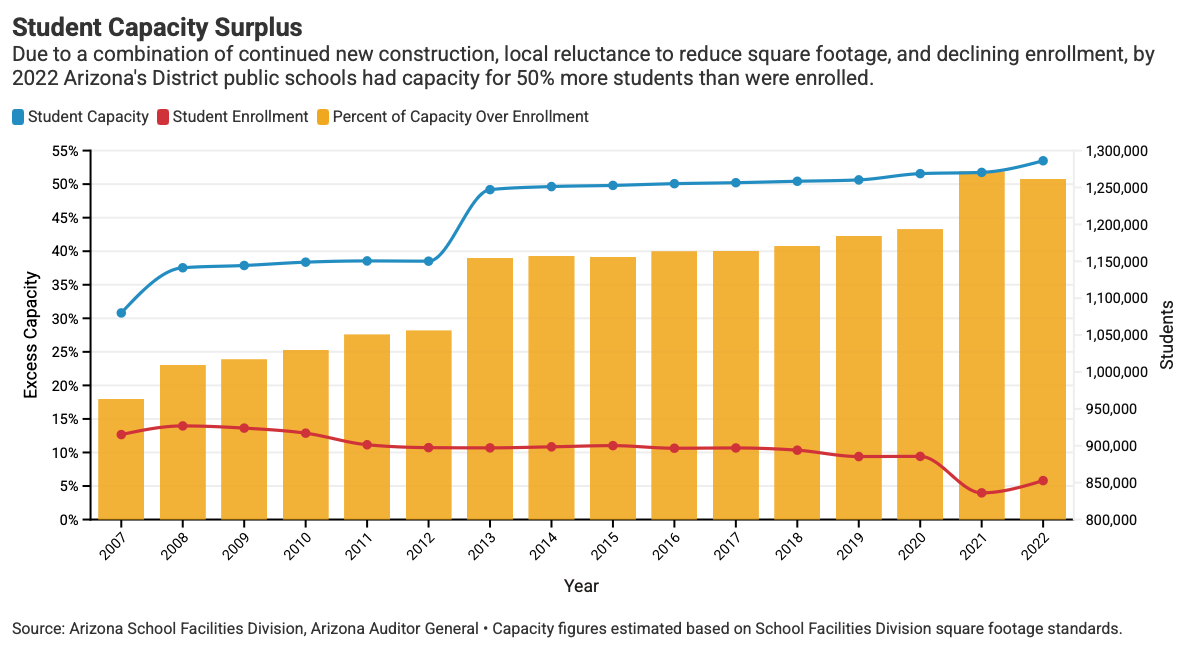 Student Capacity Surplus
Due to a combination of continued new construction, local reluctance to reduce square footage, and declining enrollment, by
2022 Arizona's District public schools had capacity for 50% more students than were enrolled.
Student Capacity Student Enrollment Percent of Capacity Over Enrollment
55% 1,300,000
50% 1,250,000
45% 1,200,000
40% 1,150,000
35% 1,100,000
30% 1,050,000
25% 1,000,000
20% 950,000
15% 900,000
10% 850,000
5% 800,000
0%
Excess Capacity
Students
2007 2008 2009 2010 2011 2012 2013 2014 2015 2016 2017 2018 2019 2020 2021 2022
Year
Source: Arizona School Facilities Division, Arizona Auditor General • Capacity figures estimated based on School Facilities Division square footage standards.